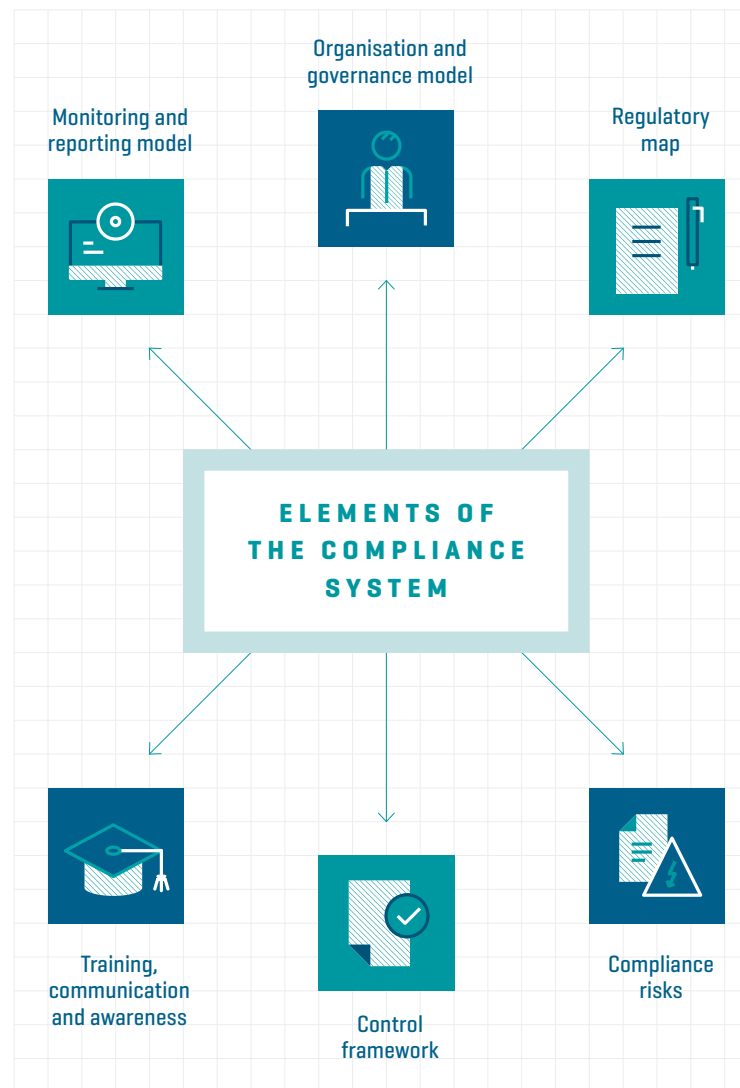 Organisation and
governance model
Monitoring and
reporting model
Regulatory
map
ELEMENTS OF
THE COMPLIANCE
SYSTEM
Training,
communication
and awareness
Control
framework
Compliance
risks